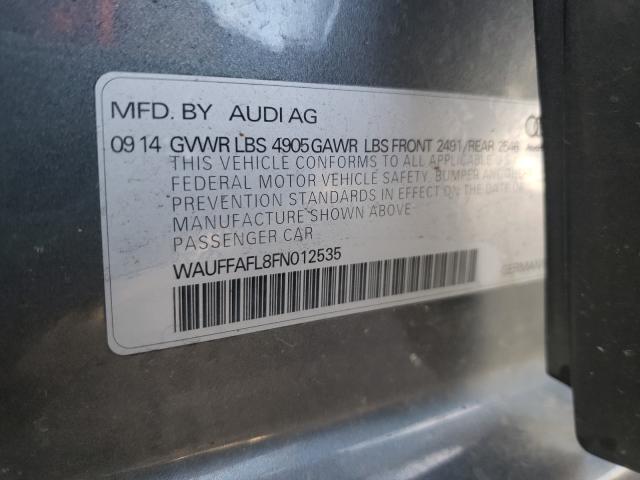 MFD. BY AUDI AG
09 14 GVWR LBS 4905 GAWR LBS FRONT 2491/REAR 2546
THIS VEHICLE CONFORMS TO ALL APPLICABLE U.S.
FEDERAL MOTOR VEHICLE SAFETY, BUMPER AND
PREVENTION STANDARDS IN EFFECT ON THE DATE OF
MANUFACTURE SHOWN ABOVE
PASSENGER CAR
WAUFFAFL8FN012535
GERMANY